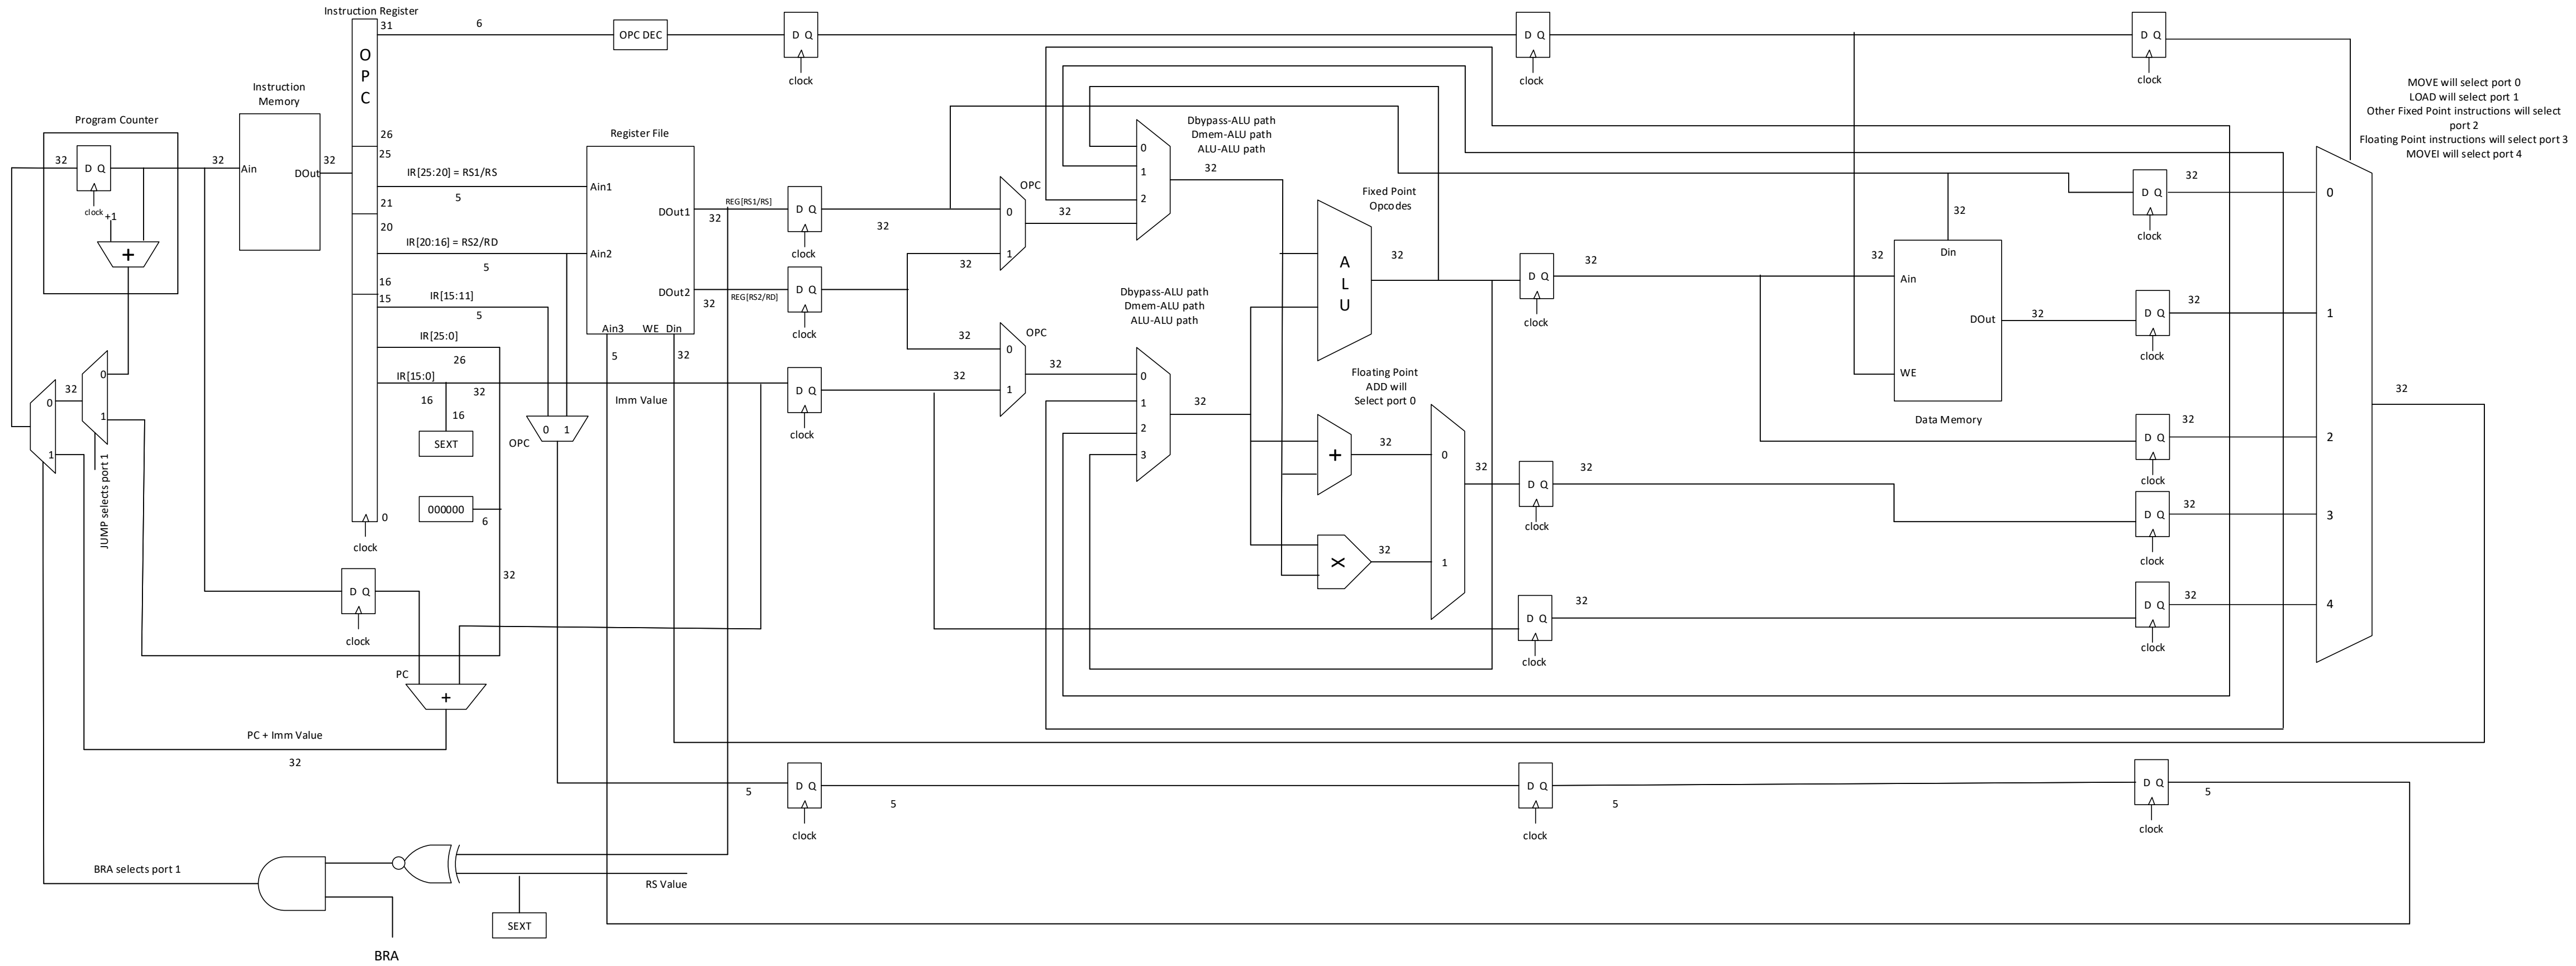 Instruction Register
31
6
OPC DEC
D Q
clock
D Q
clock
D Q
clock
O
P
C
MOVE will select port 0
LOAD will select port 1
Other Fixed Point instructions will select
port 2
Floating Point instructions will select port 3
MOVEI will select port 4
Instruction
Memory
Program Counter
32
D Q
clock
+1
+
32
Ain
DOut
32
26
25
IR[25:20] = RS1/RS
5
21
20
IR[20:16] = RS2/RD
5
16
15
IR[15:11]
5
IR[25:0]
26
IR[15:0]
16
32
16
SEXT
000000
6
0
clock
Register File
Ain1
Ain2
DOut1
DOut2
Ain3
WE
Din
5
32
32
REG[RS1/RS]
32
REG[RS2/RD]
D Q
clock
D Q
clock
D Q
clock
Imm Value
0
1
OPC
32
32
32
32
OPC
0
1
32
OPC
0
1
32
Dbypass-ALU path
Dmem-ALU path
ALU-ALU path
0
1
2
32
Dbypass-ALU path
Dmem-ALU path
ALU-ALU path
0
1
2
3
32
Fixed Point
Opcodes
A
L
U
32
Floating Point
ADD will
Select port 0
+
32
×
32
0
1
32
D Q
clock
32
D Q
clock
32
D Q
clock
32
32
Din
32
Ain
DOut
WE
Data Memory
32
D Q
clock
32
D Q
clock
32
D Q
clock
32
D Q
clock
32
D Q
clock
32
0
1
2
3
4
32
0
1
32
0
1
JUMP selects port 1
D Q
clock
32
PC
+
PC + Imm Value
32
5
D Q
clock
5
D Q
clock
5
D Q
clock
5
BRA selects port 1
RS Value
SEXT
BRA